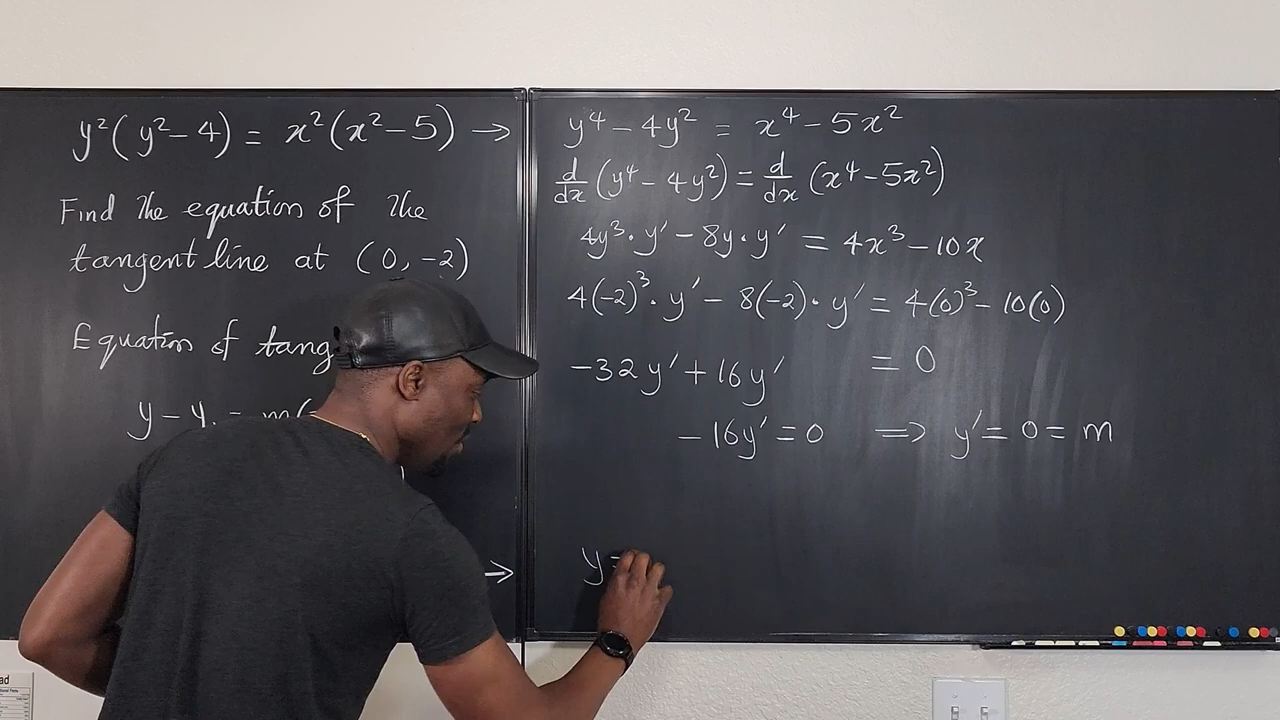 y²(y²-4) = x²(x²-5) →
Find the equation of the
tangent line at (0, -2)
Equation of tang
y - y₁ = m(
→
y⁴ - 4y² = x⁴ - 5x²
d/dx (y⁴ - 4y²) = d/dx (x⁴ - 5x²)
4y³· y' - 8y· y' = 4x³ - 10x
4(-2)³· y' - 8(-2)· y' = 4(0)³ - 10(0)
-32y' + 16y' = 0
-16y' = 0 ⇒ y' = 0 = m
y =
ad